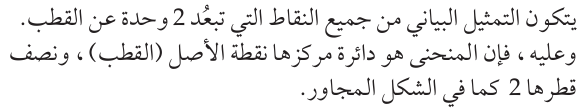 يتكون التمثيل البياني من جميع النقاط التي تبعُد 2 وحدة عن القطب.
وعليه ، فإن المنحنى هو دائرة مركزها نقطة الأصل (القطب) ، ونصف
قطرها 2 كما في الشكل المجاور.